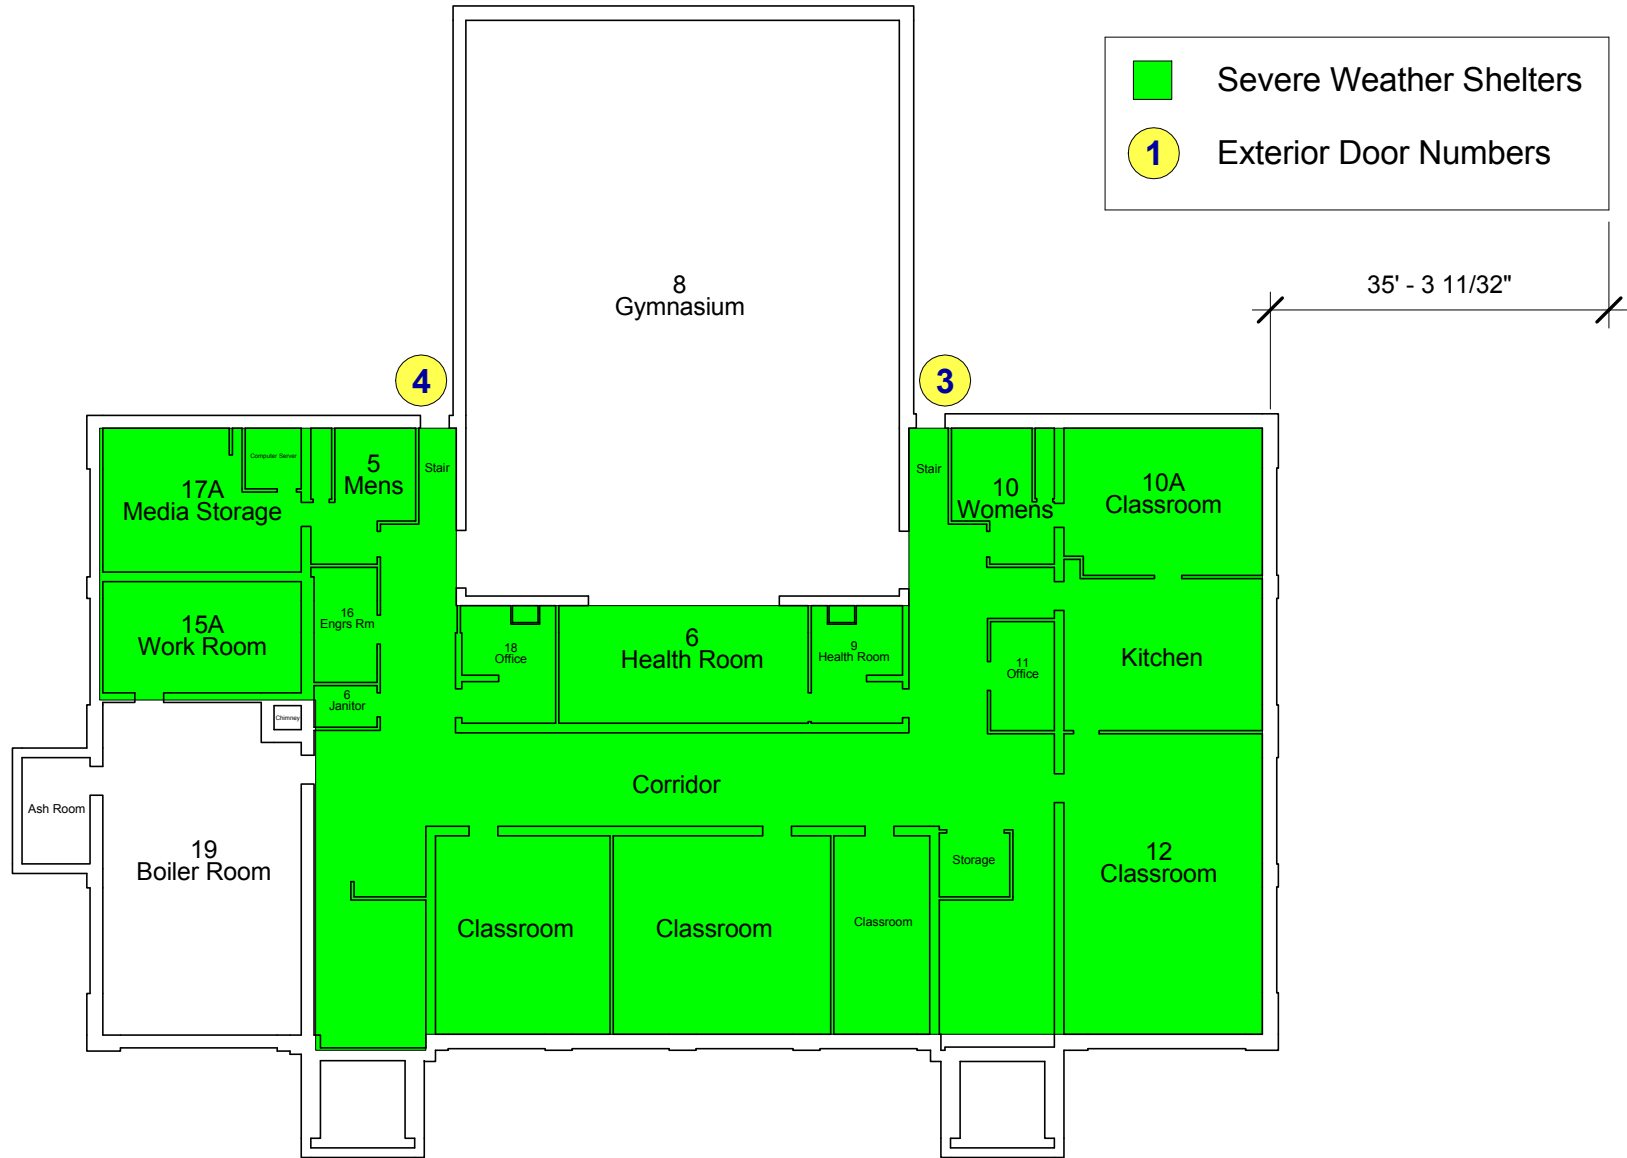 Severe Weather Shelters
1
Exterior Door Numbers
35' - 3 11/32"
8
Gymnasium
4
3
Computer Server
5
Mens
Stair
17A
Media Storage
Stair
10
Womens
10A
Classroom
16
Engrs Rm
15A
Work Room
18
Office
6
Health Room
9
Health Room
11
Office
Kitchen
6
Janitor
Chimney
Corridor
Ash Room
19
Boiler Room
Storage
12
Classroom
Classroom
Classroom
Classroom